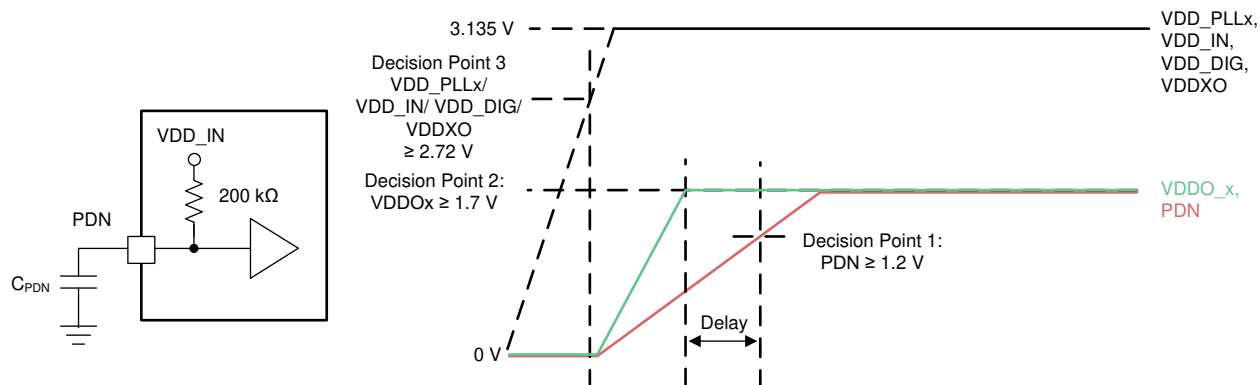 VDD_IN
200 kΩ
PDN
CPDN
3.135 V
Decision Point 3
VDD_PLLx/
VDD_IN/ VDD_DIG/
VDDXO
≥ 2.72 V
Decision Point 2:
VDDOx ≥ 1.7 V
0 V
Delay
Decision Point 1:
PDN ≥ 1.2 V
VDD_PLLx,
VDD_IN,
VDD_DIG,
VDDXO
VDDO_x,
PDN